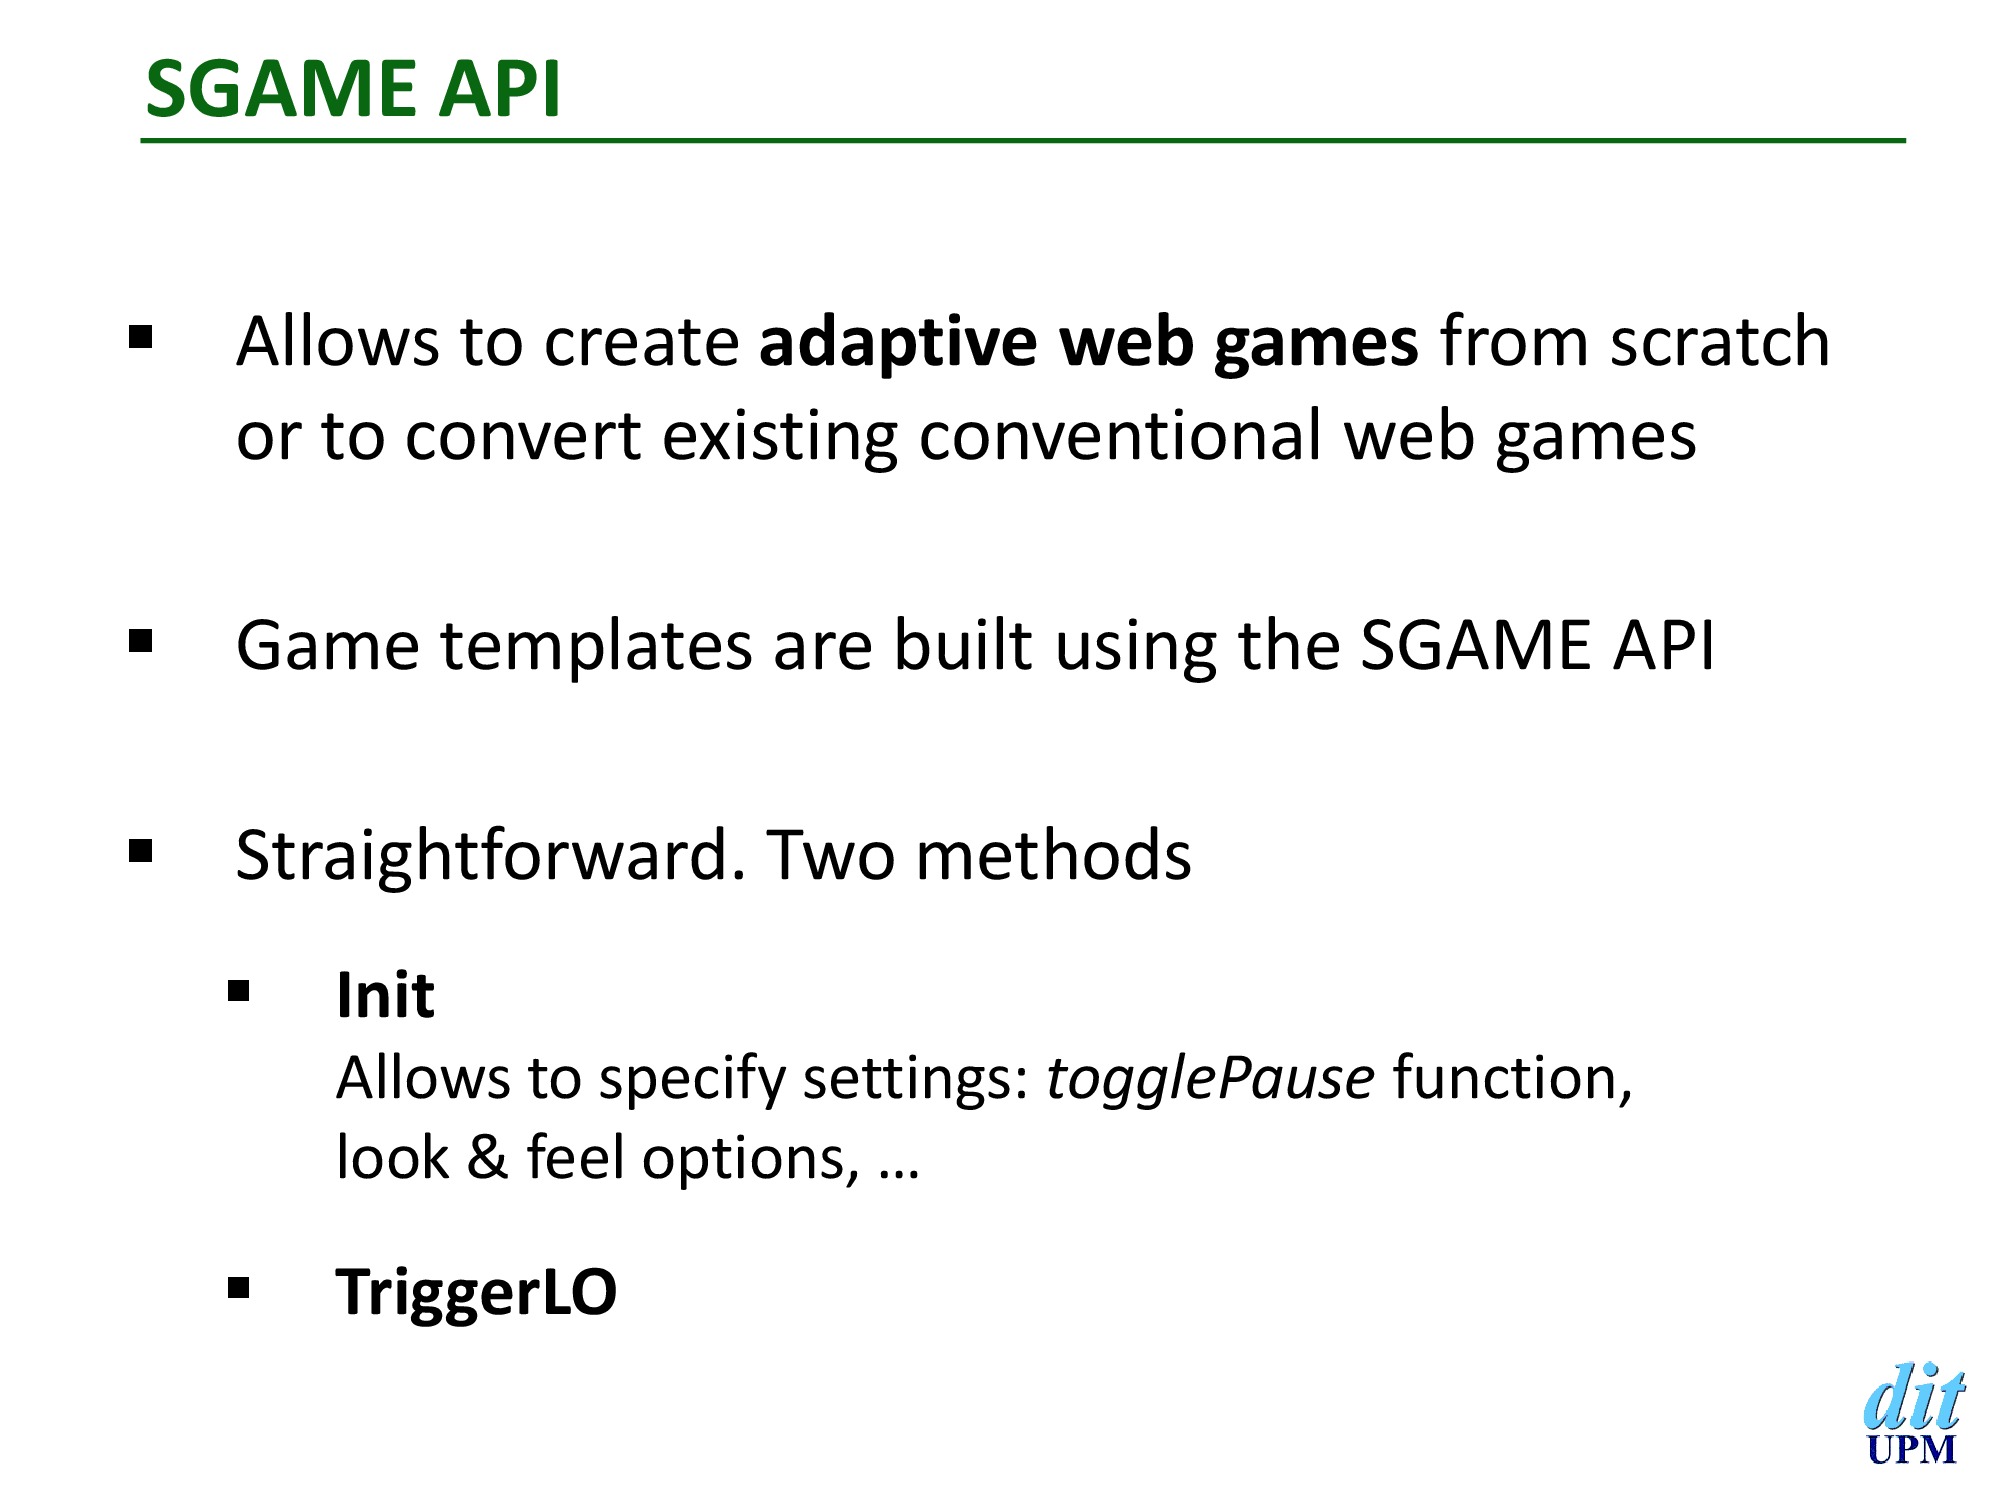 SGAME API
▪ Allows to create adaptive web games from scratch
or to convert existing conventional web games
▪ Game templates are built using the SGAME API
▪ Straightforward. Two methods
▪ Init
Allows to specify settings: togglePause function,
look & feel options, ...
▪ TriggerLO
dit
UPM